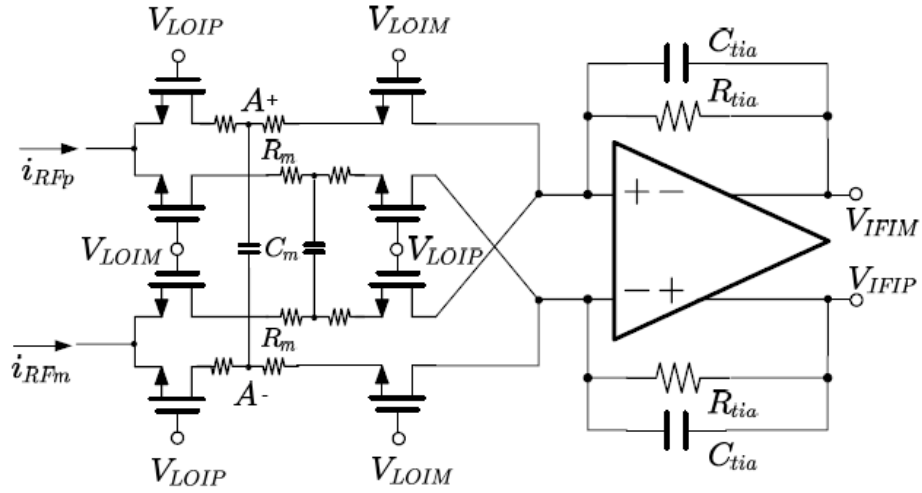 V_LOIP
V_LOIM
C_tia
R_tia
A+
R_m
i_RFp
+ −
V_LOIM
C_m
V_LOIP
V_IFIM
− +
V_IFIP
R_m
i_RFm
A-
R_tia
C_tia
V_LOIP
V_LOIM